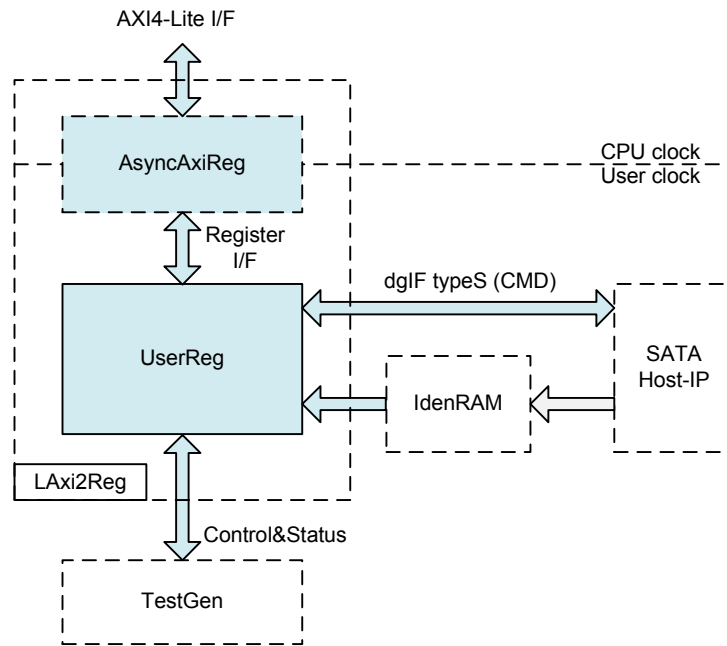 AXI4-Lite I/F
AsyncAxiReg
CPU clock
User clock
Register
I/F
dgIF typeS (CMD)
UserReg
SATA
Host-IP
IdenRAM
LAxi2Reg
Control&Status
TestGen